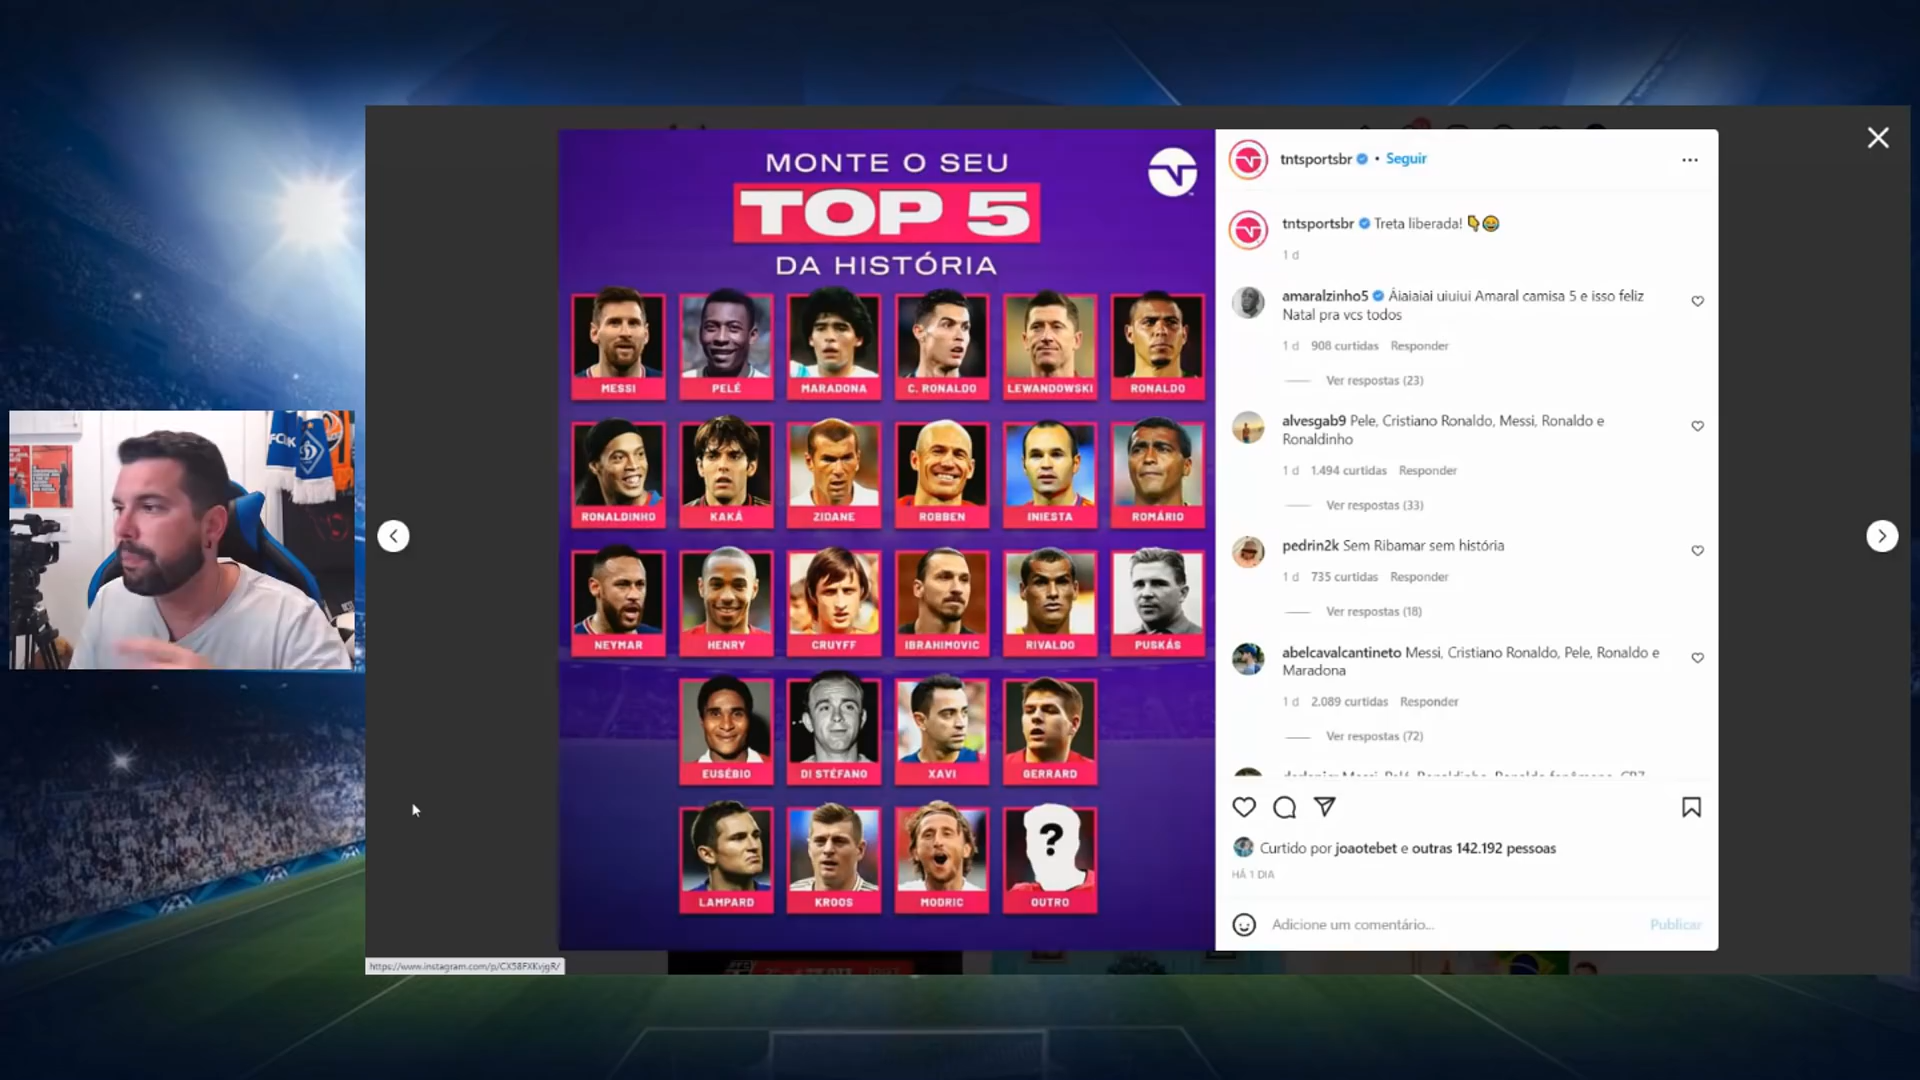 MONTE O SEU
TOP 5
DA HISTÓRIA
MESSI
PELÉ
MARADONA
C. RONALDO
LEWANDOWSKI
RONALDO
RONALDINHO
KAKÁ
ZIDANE
ROBBEN
INIESTA
ROMÁRIO
NEYMAR
HENRY
CRUYFF
IBRAHIMOVIC
RIVALDO
PUSKÁS
EUSÉBIO
DI STÉFANO
XAVI
GERRARD
LAMPARD
KROOS
MODRIC
?
OUTRO
tntsportsbr • Seguir
tntsportsbr Treta liberada! 👇😂
1 d
amaralzinho5 Áiaiaiai uiuiui Amaral camisa 5 e isso feliz
Natal pra vcs todos
1 d 908 curtidas Responder
Ver respostas (23)
alvesgab9 Pele, Cristiano Ronaldo, Messi, Ronaldo e
Ronaldinho
1 d 1.494 curtidas Responder
Ver respostas (33)
pedrin2k Sem Ribamar sem história
1 d 735 curtidas Responder
Ver respostas (18)
abelcavalcantineto Messi, Cristiano Ronaldo, Pele, Ronaldo e
Maradona
1 d 2.089 curtidas Responder
Ver respostas (72)
Curtido por joaotebet e outras 142.192 pessoas
HÁ 1 DIA
Adicione um comentário... Publicar
https://www.instagram.com/p/CX58FXKvjgR/